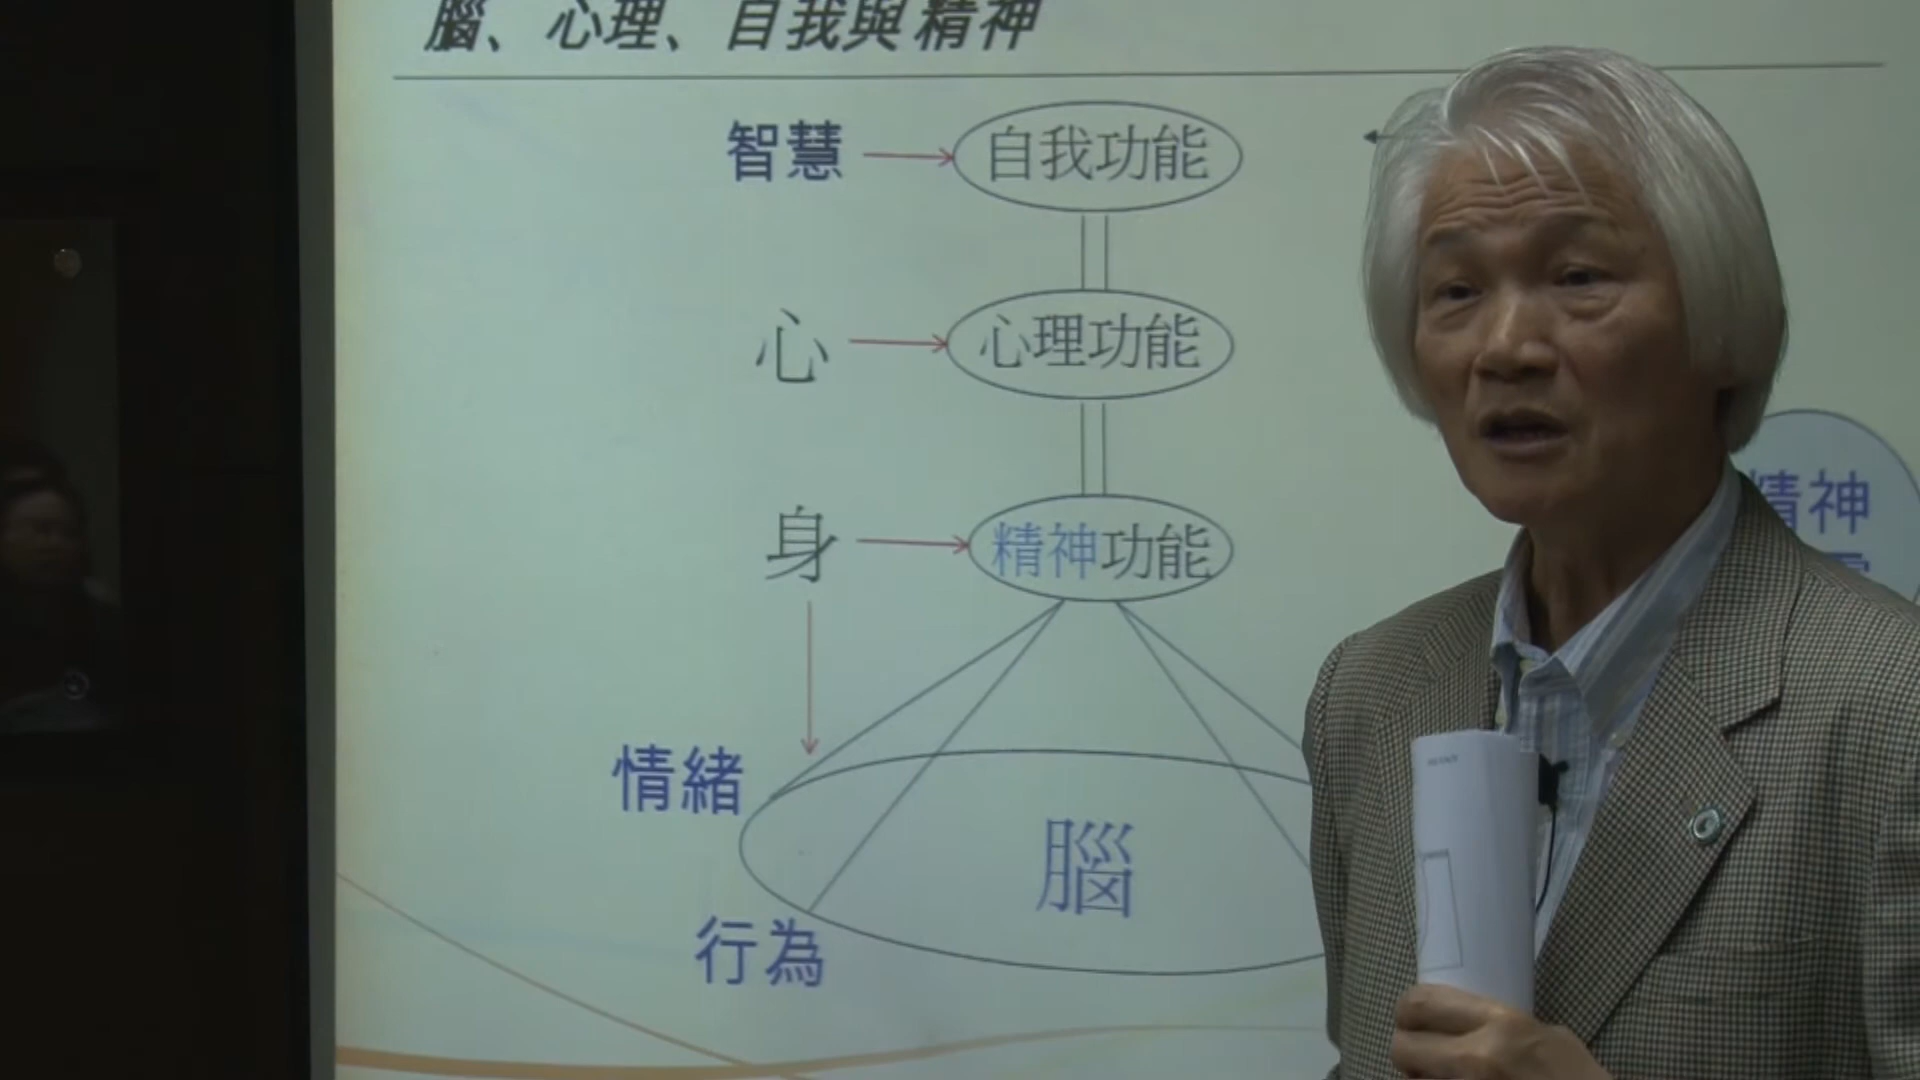 腦、心理、自我與精神
智慧
自我功能
心
心理功能
精神
身
精神功能
情緒
腦
行為